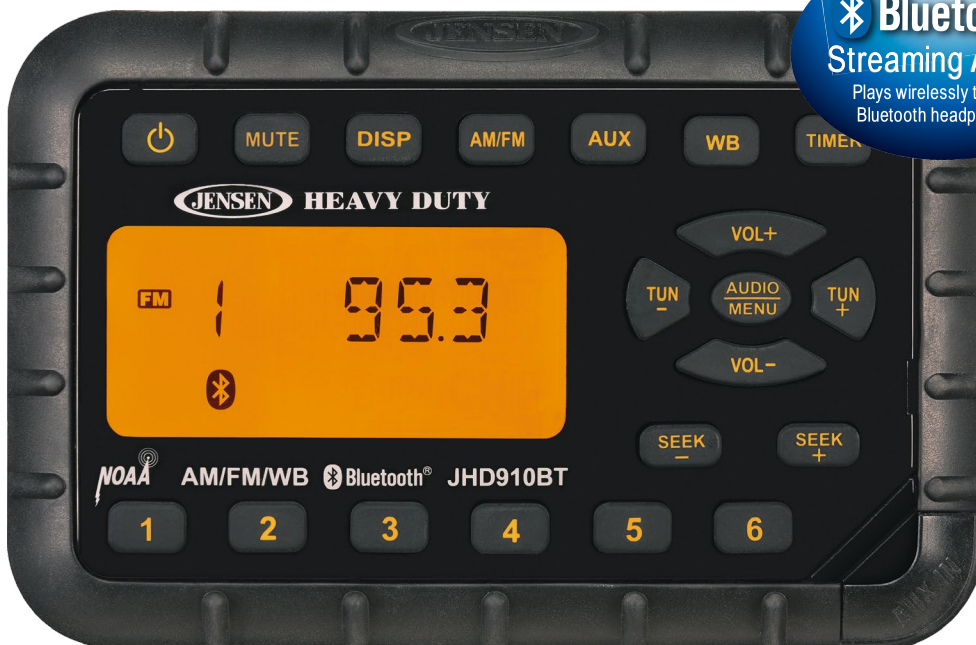 JENSEN
Blueto
Streaming A
Plays wirelessly t
Bluetooth headp
MUTE DISP AM/FM AUX WB TIMER
JENSEN HEAVY DUTY
VOL+
TUN - AUDIO MENU TUN +
VOL-
FM 1 95.3
SEEK - SEEK +
NOAA AM/FM/WB Bluetooth® JHD910BT
1 2 3 4 5 6
AUX IN